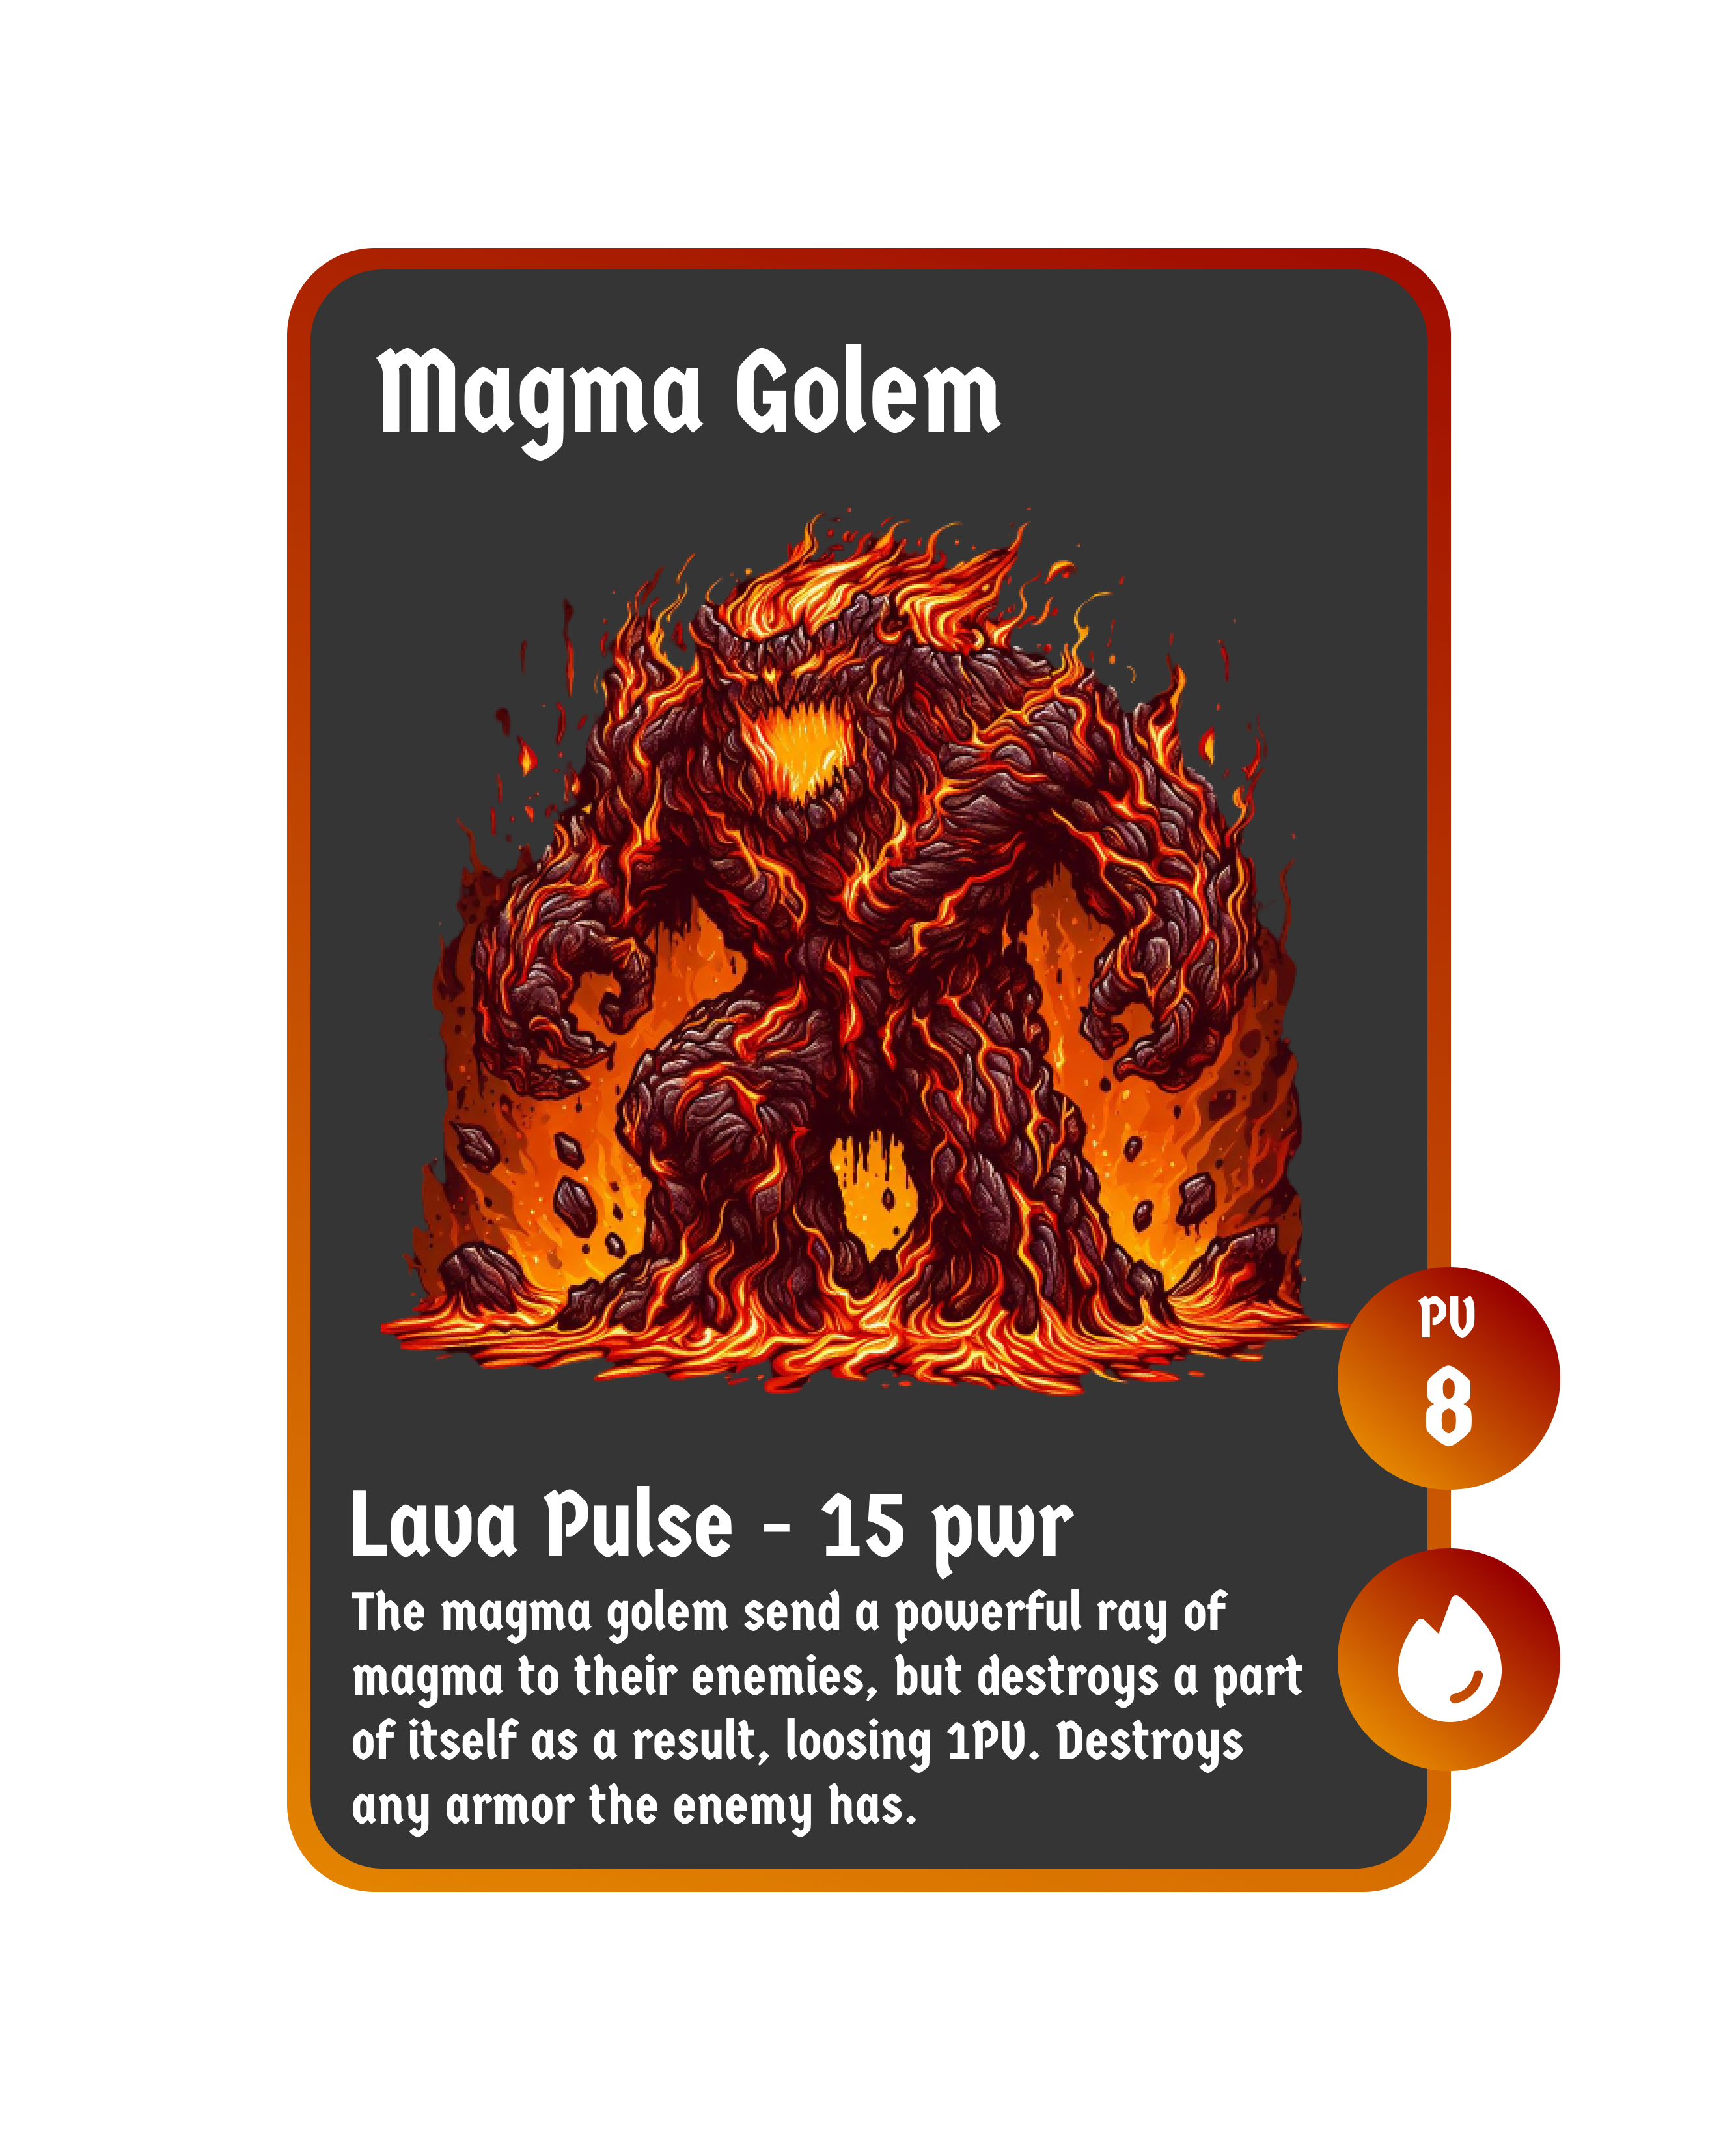 Magma Golem
PV
8
Lava Pulse - 15 pwr
The magma golem send a powerful ray of
magma to their enemies, but destroys a part
of itself as a result, loosing 1PV. Destroys
any armor the enemy has.